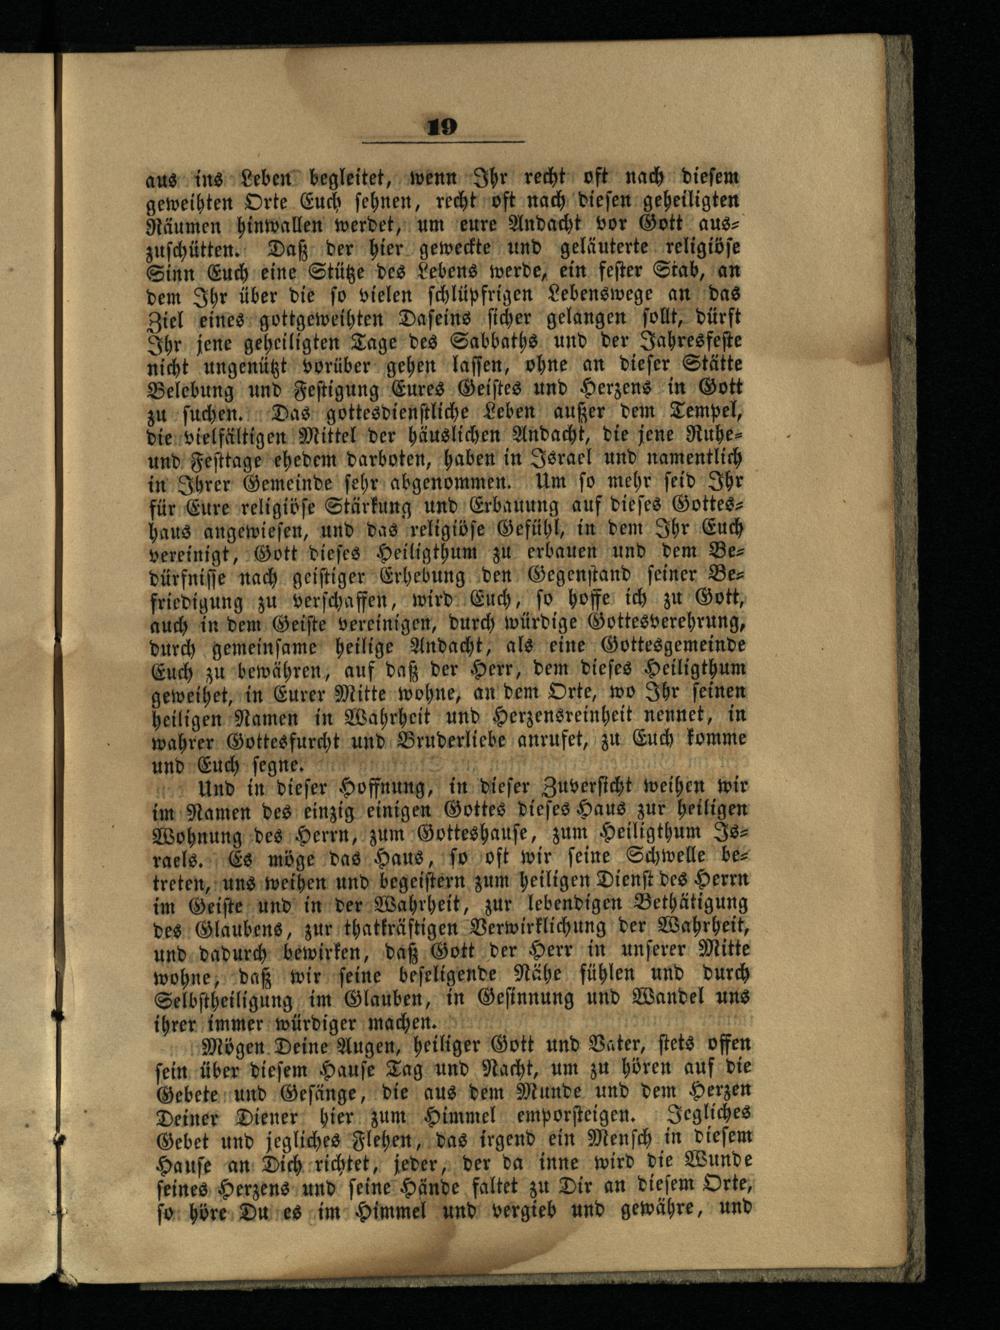 19
aus ins Leben begleitet, wenn Ihr recht oft nach diesem
geweihten Orte Euch sehnen, recht oft nach diesen geheiligten
Räumen hinwallen werdet, um eure Andacht vor Gott aus-
zuschütten. Daß der hier geweckte und geläuterte religiöse
Sinn Euch eine Stütze des Lebens werde, ein fester Stab, an
dem Ihr über die so vielen schlüpfrigen Lebenswege an das
Ziel eines gottgeweihten Daseins sicher gelangen sollt, dürft
Ihr jene geheiligten Tage des Sabbaths und der Jahresfeste
nicht ungenützt vorüber gehen lassen, ohne an dieser Stätte
Belebung und Festigung Eures Geistes und Herzens in Gott
zu suchen. Das gottesdienstliche Leben außer dem Tempel,
die vielfältigen Mittel der häuslichen Andacht, die jene Ruhe-
und Festtage ehedem darboten, haben in Israel und namentlich
in Ihrer Gemeinde sehr abgenommen. Um so mehr seid Ihr
für Eure religiöse Stärkung und Erbauung auf dieses Gottes-
haus angewiesen, und das religiöse Gefühl, in dem Ihr Euch
vereinigt, Gott dieses Heiligthum zu erbauen und dem Be-
dürfnisse nach geistiger Erhebung den Gegenstand seiner Be-
friedigung zu verschaffen, wird Euch, so hoffe ich zu Gott,
auch in dem Geiste vereinigen, durch würdige Gottesverehrung,
durch gemeinsame heilige Andacht, als eine Gottesgemeinde
Euch zu bewähren, auf daß der Herr, dem dieses Heiligthum
geweihet, in Eurer Mitte wohne, an dem Orte, wo Ihr seinen
heiligen Namen in Wahrheit und Herzensreinheit nennet, in
wahrer Gottesfurcht und Bruderliebe anrufet, zu Euch komme
und Euch segne.
Und in dieser Hoffnung, in dieser Zuversicht weihen wir
im Namen des einzig einigen Gottes dieses Haus zur heiligen
Wohnung des Herrn, zum Gotteshause, zum Heiligthum Is-
raels. Es möge das Haus, so oft wir seine Schwelle be-
treten, uns weihen und begeistern zum heiligen Dienst des Herrn
im Geiste und in der Wahrheit, zur lebendigen Bethätigung
des Glaubens, zur thatkräftigen Verwirklichung der Wahrheit,
und dadurch bewirken, daß Gott der Herr in unserer Mitte
wohne, daß wir seine beseligende Nähe fühlen und durch
Selbstheiligung im Glauben, in Gesinnung und Wandel uns
ihrer immer würdiger machen.
Mögen Deine Augen, heiliger Gott und Vater, stets offen
sein über diesem Hause Tag und Nacht, um zu hören auf die
Gebete und Gesänge, die aus dem Munde und dem Herzen
Deiner Diener hier zum Himmel emporsteigen. Jegliches
Gebet und jegliches Flehen, das irgend ein Mensch in diesem
Hause an Dich richtet, jeder, der da inne wird die Wunde
seines Herzens und seine Hände faltet zu Dir an diesem Orte,
so höre Du es im Himmel und vergieb und gewähre, und